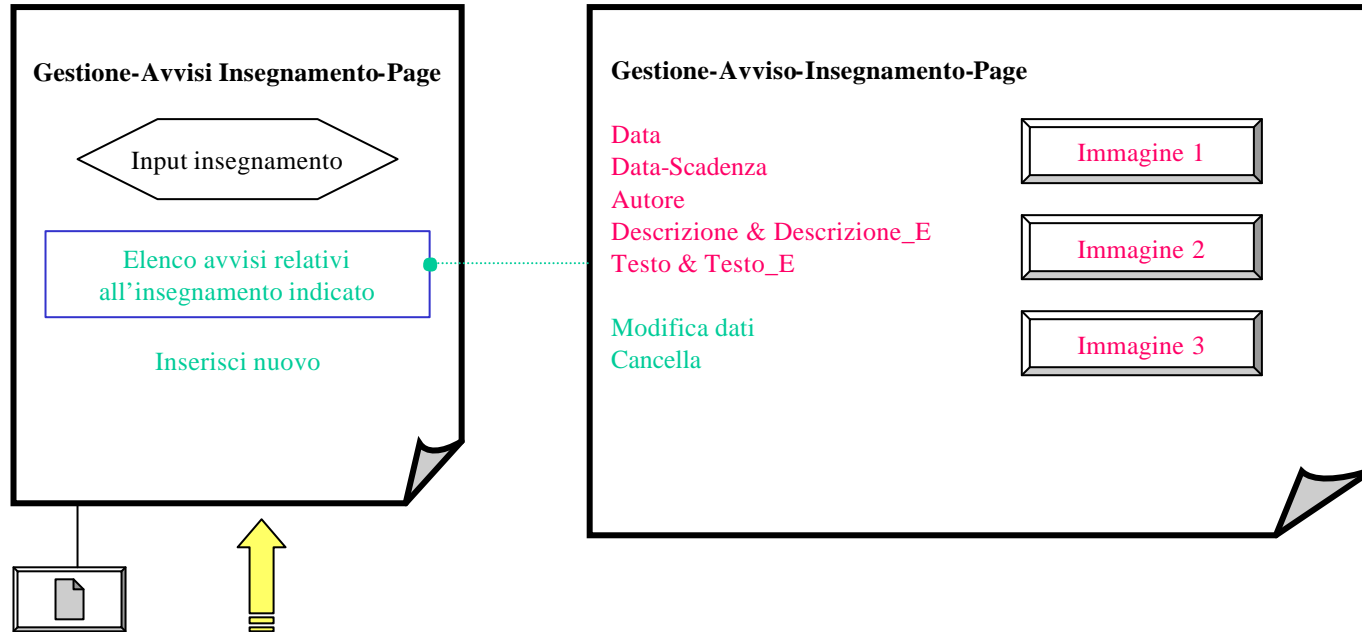 Gestione-Avvisi Insegnamento-Page
Input insegnamento
Elenco avvisi relativi
all’insegnamento indicato
Inserisci nuovo
Gestione-Avviso-Insegnamento-Page
Data
Data-Scadenza
Autore
Descrizione & Descrizione_E
Testo & Testo_E
Modifica dati
Cancella
Immagine 1
Immagine 2
Immagine 3